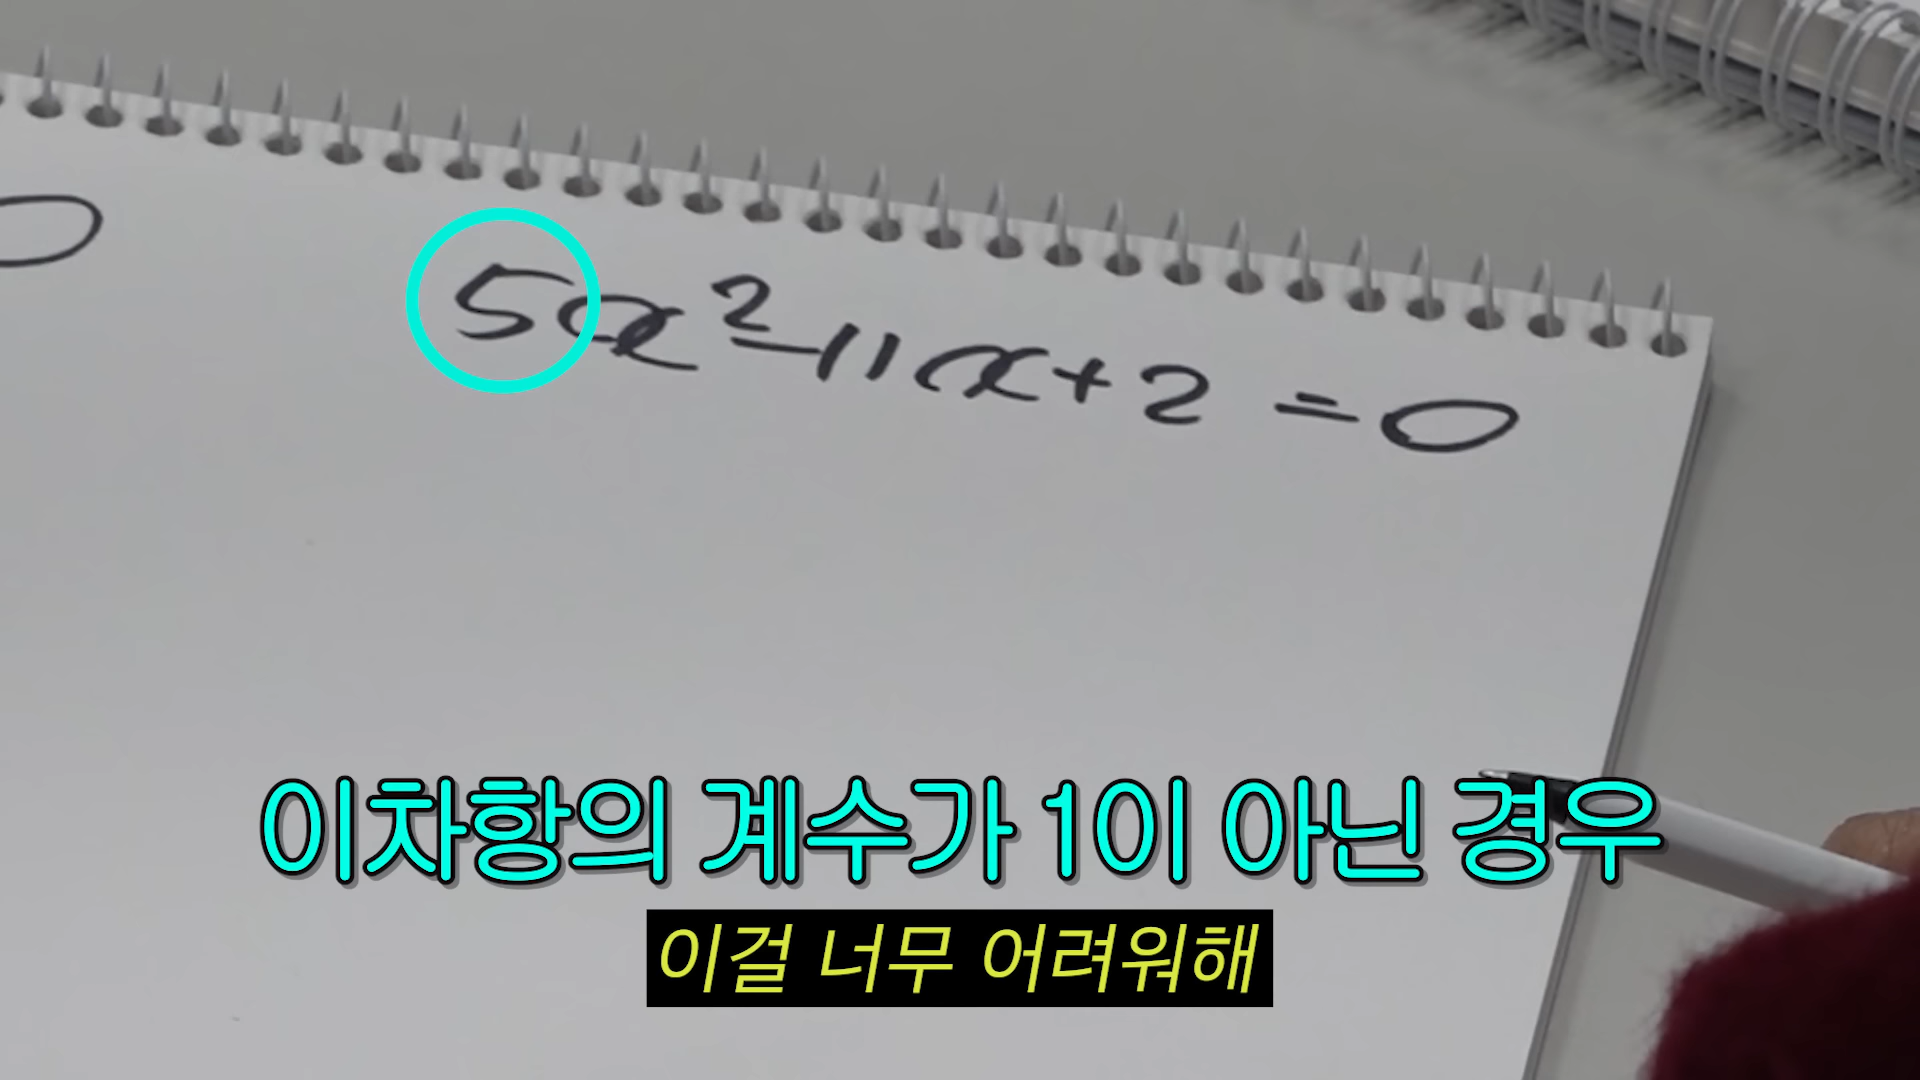 0
5x²-11x+2=0
이차항의 계수가 1이 아닌 경우
이걸 너무 어려워해